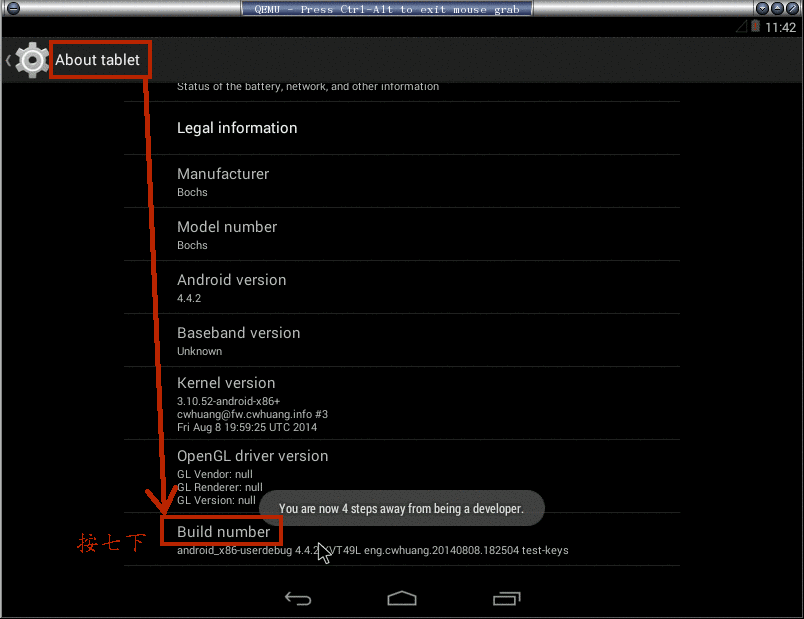 QEMU - Press Ctrl-Alt to exit mouse grab
11:42
About tablet
Status of the battery, network, and other information
Legal information
Manufacturer
Bochs
Model number
Bochs
Android version
4.4.2
Baseband version
Unknown
Kernel version
3.10.52-android-x86+
cwhuang@fw.cwhuang.info #3
Fri Aug 8 19:59:25 UTC 2014
OpenGL driver version
GL Vendor: null
GL Renderer: null
GL Version: null
You are now 4 steps away from being a developer.
Build number
按七下
android_x86-userdebug 4.4.2 VT49L eng.cwhuang.20140808.182504 test-keys